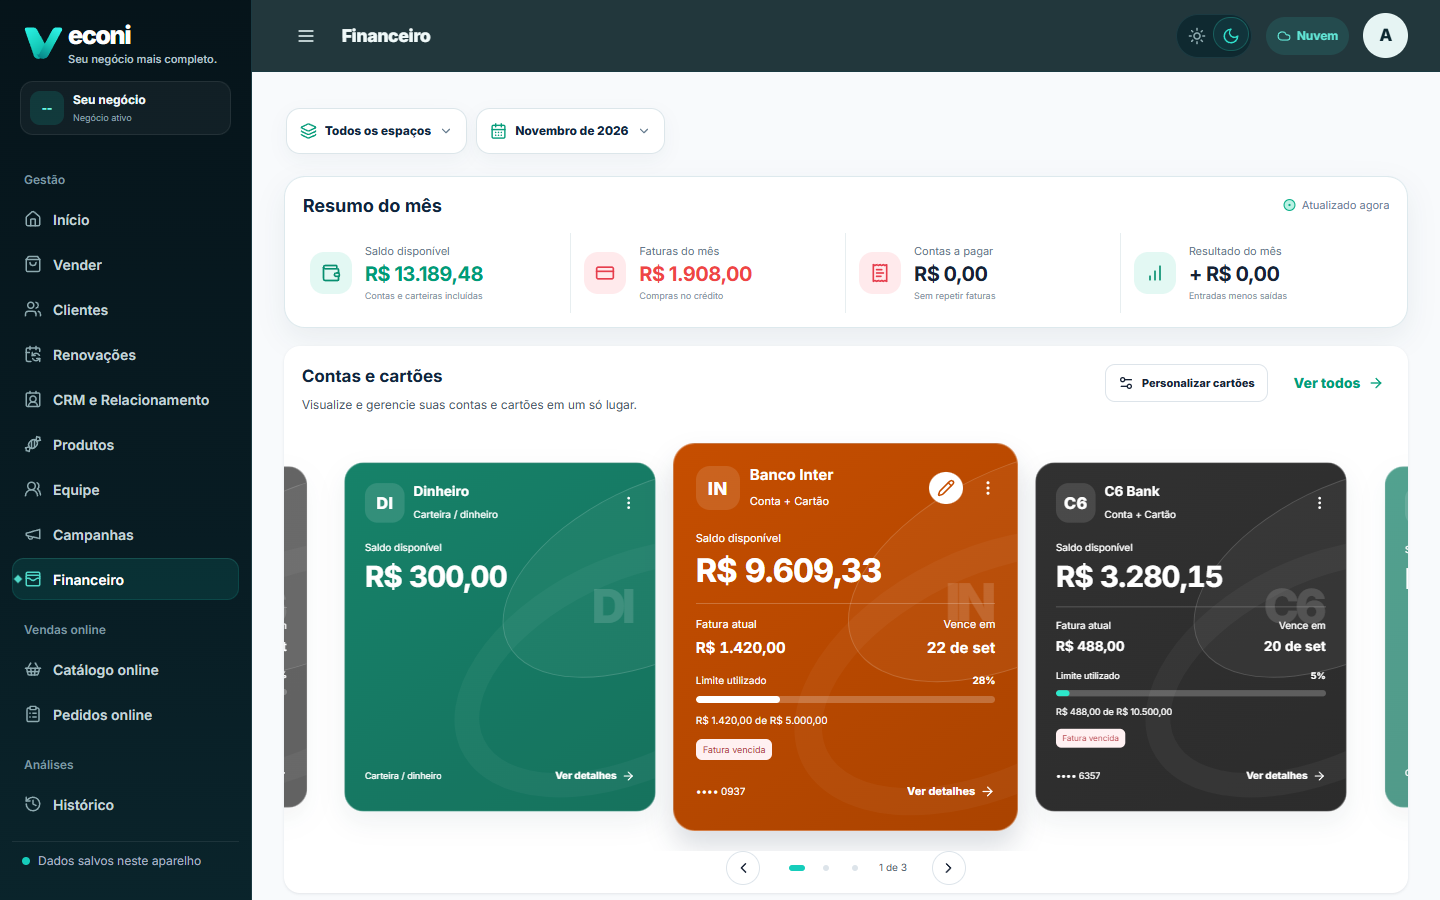 Veconi
Seu negócio mais completo.
--
Seu negócio
Negócio ativo
Gestão
Início
Vender
Clientes
Renovações
CRM e Relacionamento
Produtos
Equipe
Campanhas
Financeiro
Vendas online
Catálogo online
Pedidos online
Análises
Histórico
Dados salvos neste aparelho
Financeiro
Nuvem
A
Todos os espaços
Novembro de 2026
Resumo do mês
Atualizado agora
Saldo disponível
R$ 13.189,48
Contas e carteiras incluídas
Faturas do mês
R$ 1.908,00
Compras no crédito
Contas a pagar
R$ 0,00
Sem repetir faturas
Resultado do mês
+ R$ 0,00
Entradas menos saídas
Contas e cartões
Visualize e gerencie suas contas e cartões em um só lugar.
Personalizar cartões
Ver todos
DI
Dinheiro
Carteira / dinheiro
Saldo disponível
R$ 300,00
DI
Carteira / dinheiro
Ver detalhes
IN
Banco Inter
Conta + Cartão
Saldo disponível
R$ 9.609,33
IN
Fatura atual
Vence em
R$ 1.420,00
22 de set
Limite utilizado
28%
R$ 1.420,00 de R$ 5.000,00
Fatura vencida
•••• 0937
Ver detalhes
C6
C6 Bank
Conta + Cartão
Saldo disponível
R$ 3.280,15
C6
Fatura atual
Vence em
R$ 488,00
20 de set
Limite utilizado
5%
R$ 488,00 de R$ 10.500,00
Fatura vencida
•••• 6357
Ver detalhes
1 de 3